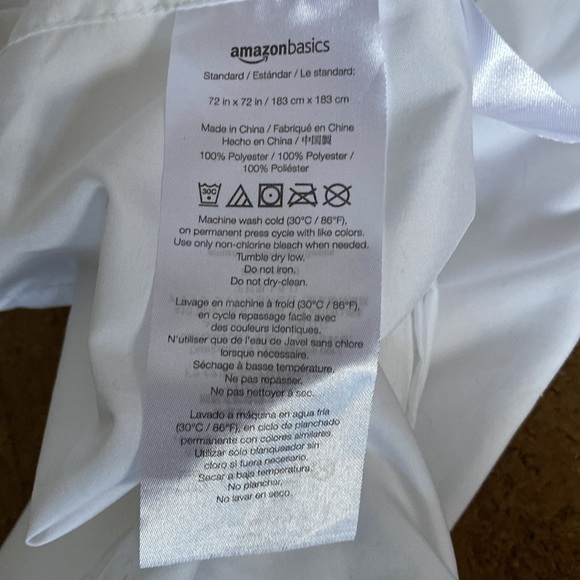 amazonbasics
Standard / Estándar / Le standard:
72 in x 72 in / 183 cm x 183 cm
Made in China / Fabriqué en Chine
Hecho en China / 中国製
100% Polyester / 100% Polyester /
100% Poliéster
30C
Machine wash cold (30°C / 86°F),
on permanent press cycle with like colors.
Use only non-chlorine bleach when needed.
Tumble dry low.
Do not iron.
Do not dry-clean.
Lavage en machine à froid (30°C / 86°F),
en cycle repassage facile avec
des couleurs identiques.
N'utiliser que de l'eau de Javel sans chlore
lorsque nécessaire.
Séchage à basse température.
Ne pas repasser.
Ne pas nettoyer à sec.
Lavado a máquina en agua fría
(30°C / 86°F), en ciclo de planchado
permanente con colores similares.
Utilizar solo blanqueador sin
cloro si fuera necesario.
Secar a baja temperatura.
No planchar.
No lavar en seco.